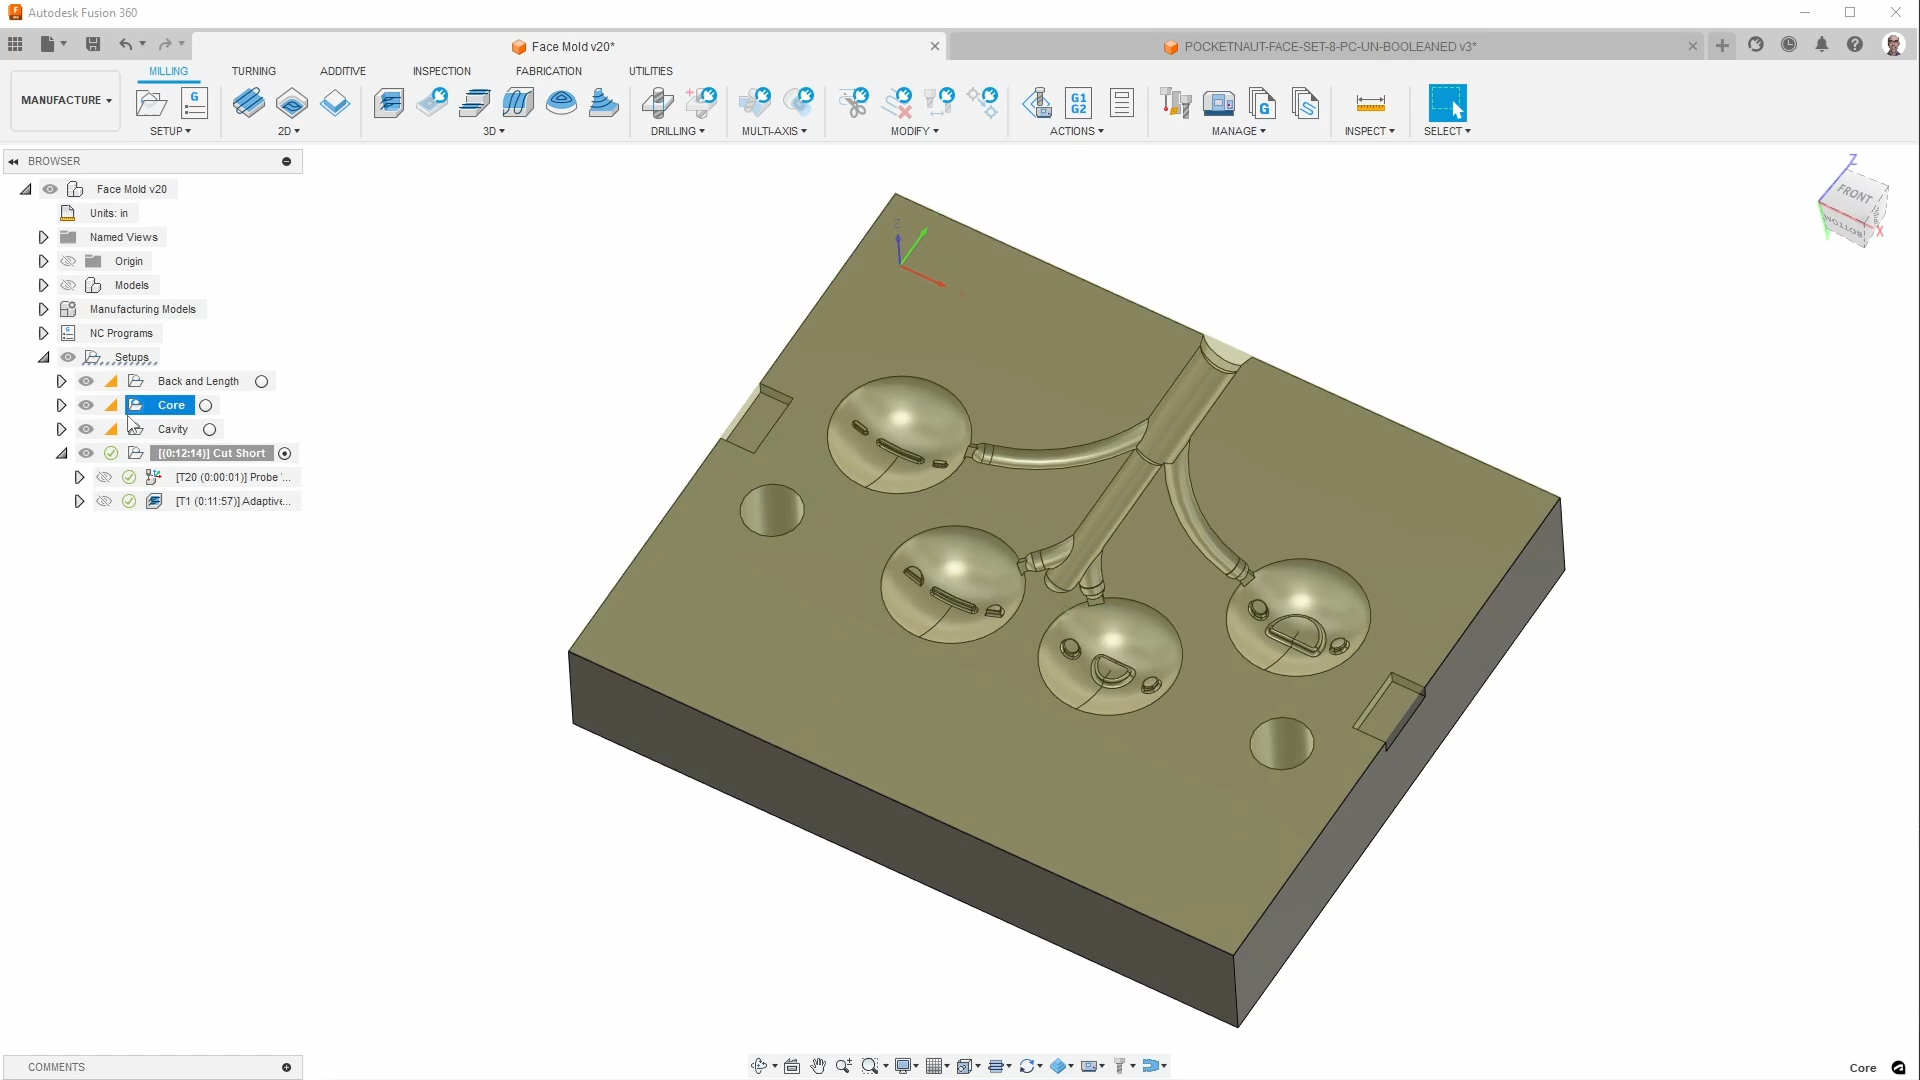 Autodesk Fusion 360
Face Mold v20*
POCKETNAUT-FACE-SET-8-PC-UN-BOOLEANED v3*
MANUFACTURE
MILLING
TURNING
ADDITIVE
INSPECTION
FABRICATION
UTILITIES
G
G1
G2
G
SETUP
2D
3D
DRILLING
MULTI-AXIS
MODIFY
ACTIONS
MANAGE
INSPECT
SELECT
BROWSER
Face Mold v20
Units: in
Named Views
Origin
Models
Manufacturing Models
NC Programs
Setups
Back and Length
Core
Cavity
[(0:12:14)] Cut Short
[T20 (0:00:01)] Probe '...
[T1 (0:11:57)] Adaptive...
Z
Z
FRONT
BOTTOM
X
COMMENTS
Core